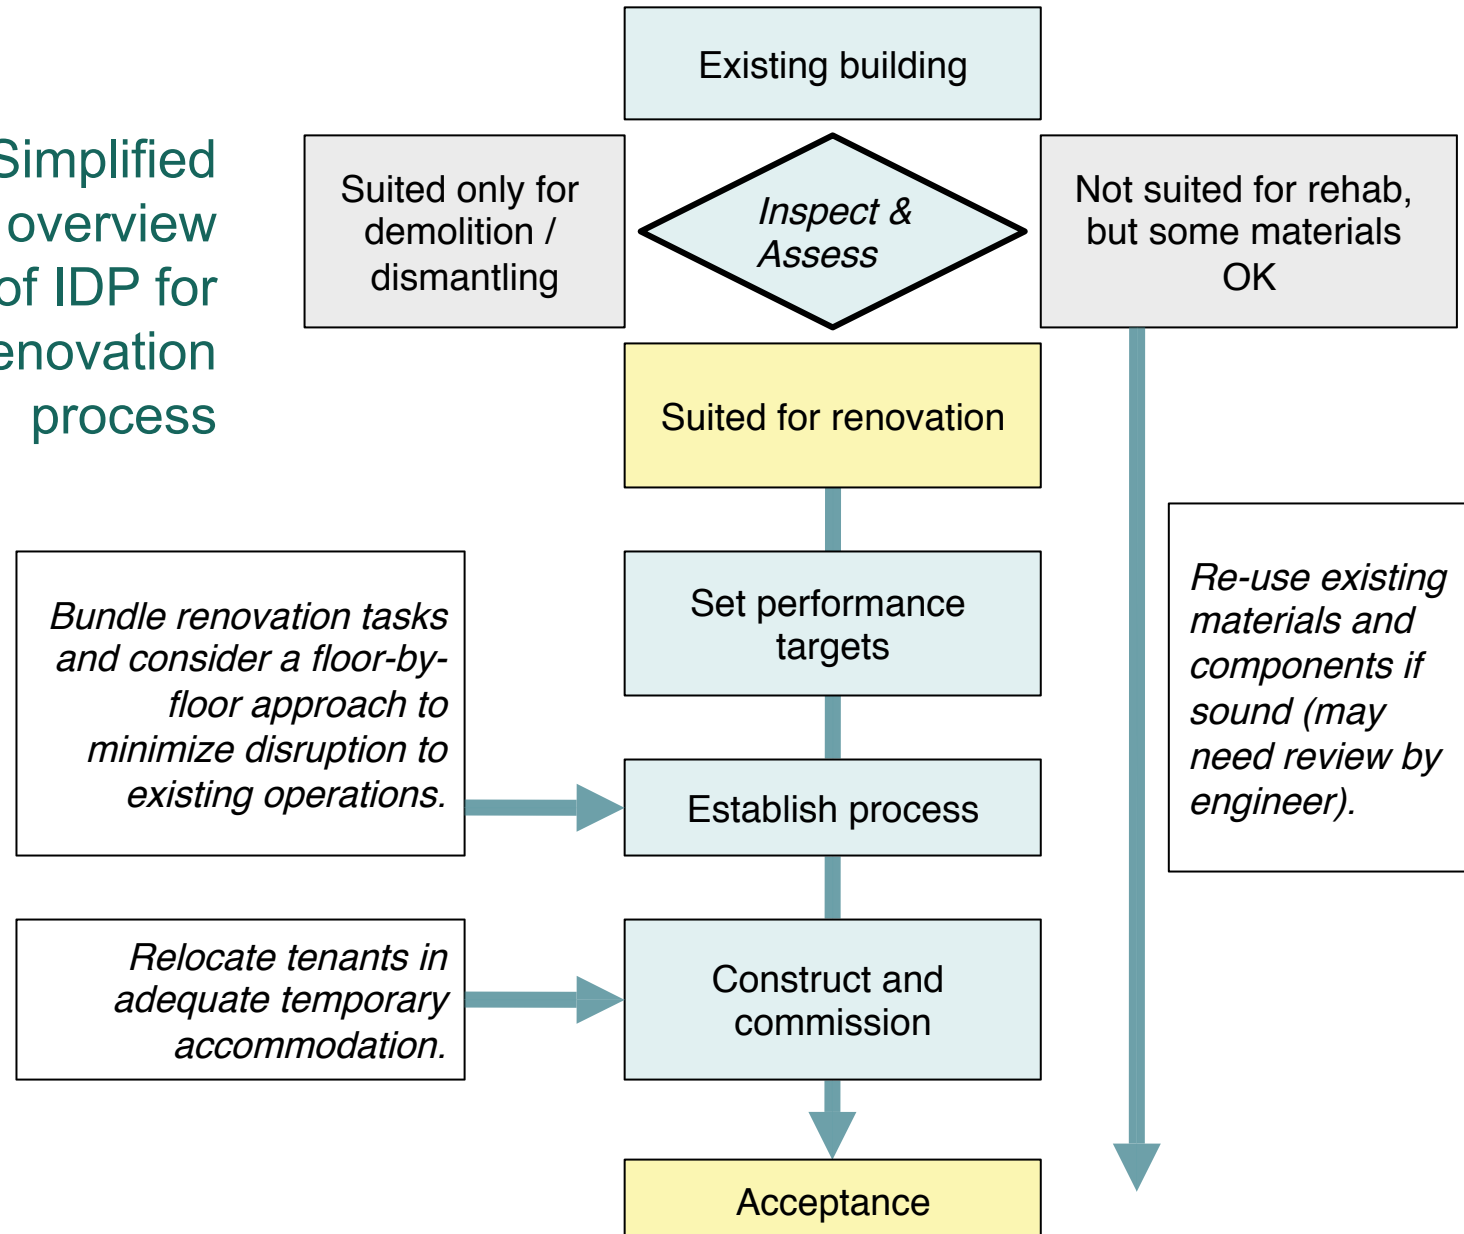 Simplified
overview
of IDP for
enovation
process
Existing building
Suited only for
demolition /
dismantling
Inspect &
Assess
Not suited for rehab,
but some materials
OK
Suited for renovation
Set performance
targets
Bundle renovation tasks
and consider a floor-by-
floor approach to
minimize disruption to
existing operations.
Establish process
Re-use existing
materials and
components if
sound (may
need review by
engineer).
Relocate tenants in
adequate temporary
accommodation.
Construct and
commission
Acceptance